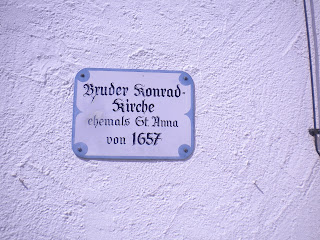 Bruder Konrad-
Kirche
ehemals St. Anna
von 1657